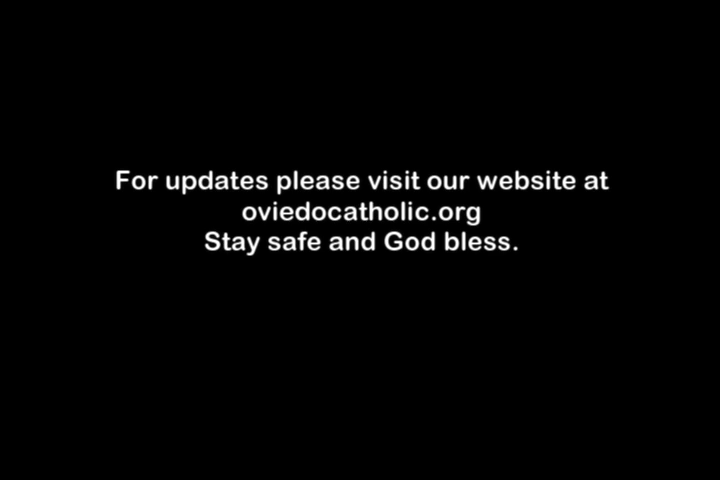 For updates please visit our website at
oviedocatholic.org
Stay safe and God bless.